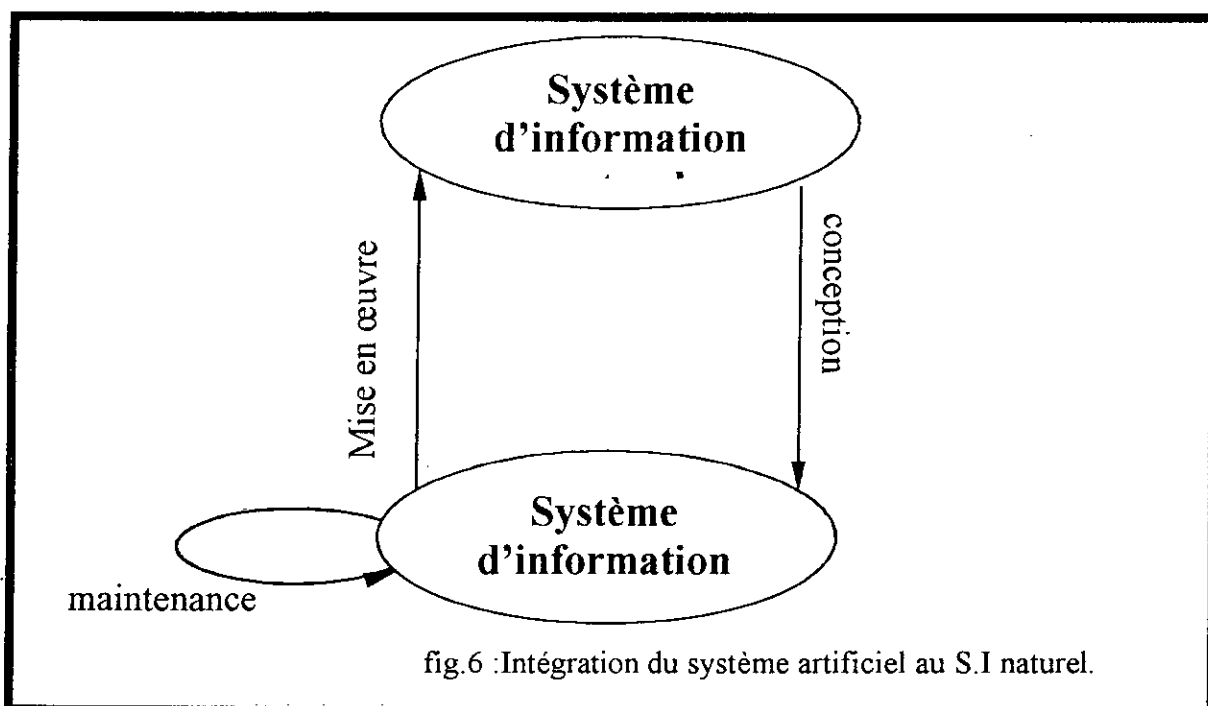 Système
d'information
Mise en œuvre
conception
Système
d'information
maintenance
fig.6 :Intégration du système artificiel au S.I naturel.